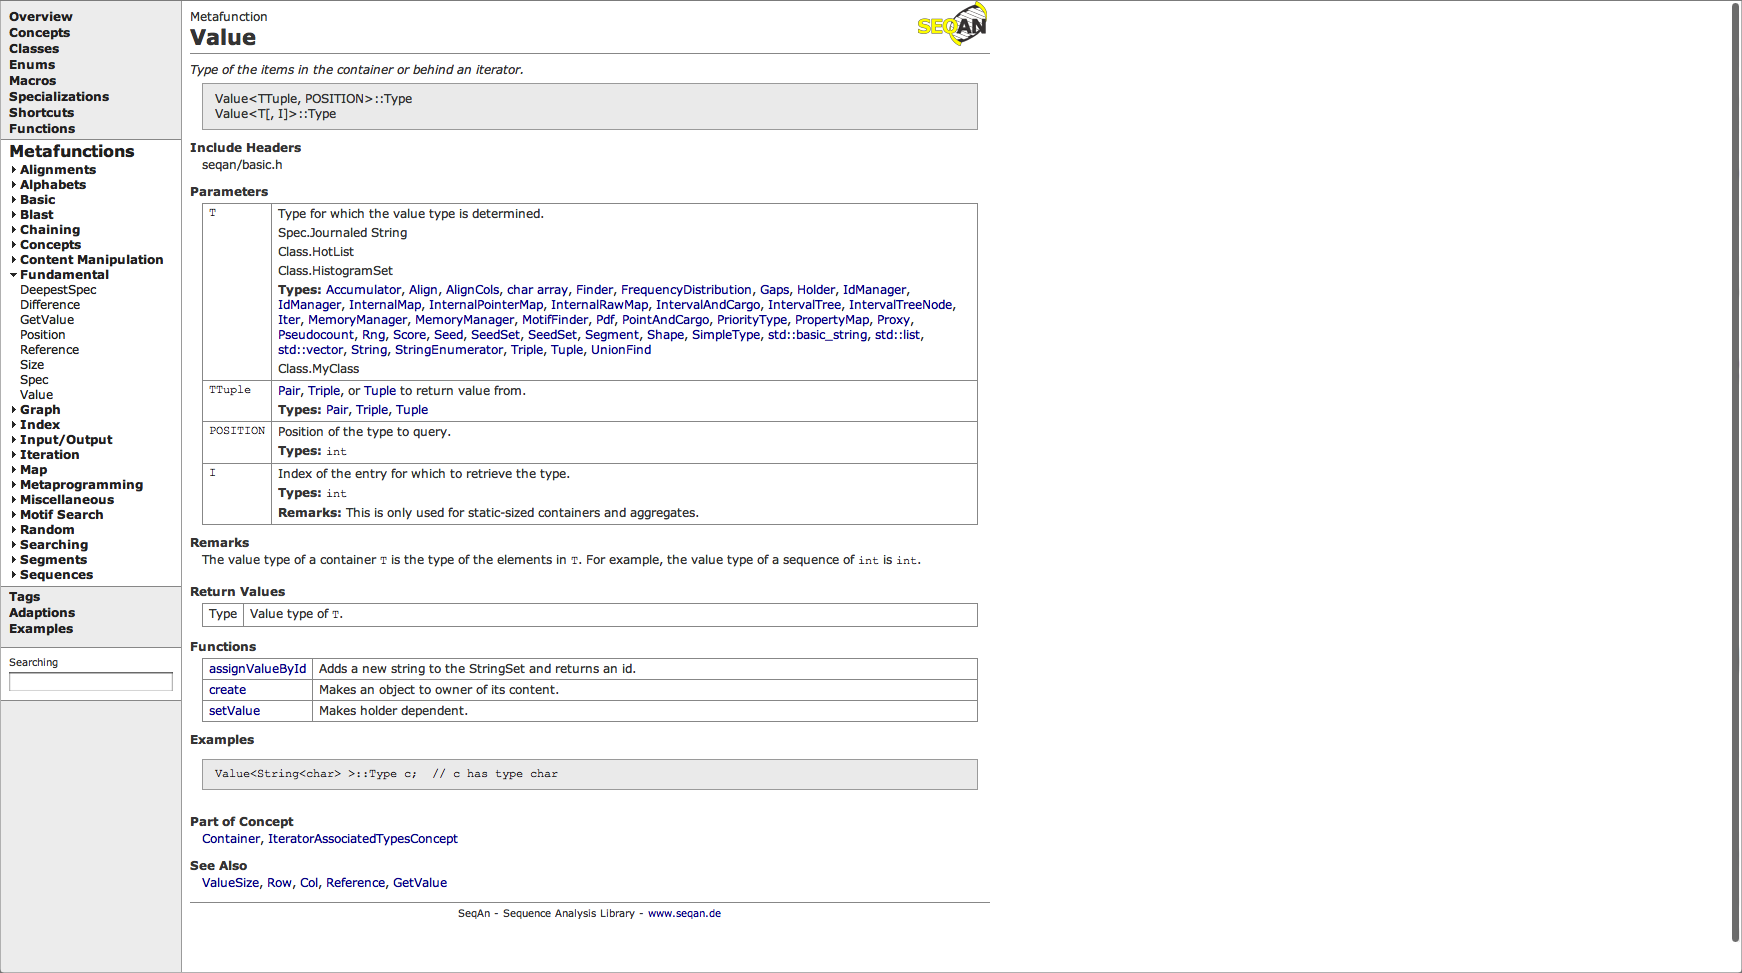 Overview
Concepts
Classes
Enums
Macros
Specializations
Shortcuts
Functions
Metafunctions
Alignments
Alphabets
Basic
Blast
Chaining
Concepts
Content Manipulation
Fundamental
DeepestSpec
Difference
GetValue
Position
Reference
Size
Spec
Value
Graph
Index
Input/Output
Iteration
Map
Metaprogramming
Miscellaneous
Motif Search
Random
Searching
Segments
Sequences
Tags
Adaptions
Examples
Searching
Metafunction
Value
SEQAN
Type of the items in the container or behind an iterator.
Value<TTuple, POSITION>::Type
Value<T[, I]>::Type
Include Headers
seqan/basic.h
Parameters
T
Type for which the value type is determined.
Spec.Journaled String
Class.HotList
Class.HistogramSet
Types: Accumulator, Align, AlignCols, char array, Finder, FrequencyDistribution, Gaps, Holder, IdManager,
IdManager, InternalMap, InternalPointerMap, InternalRawMap, IntervalAndCargo, IntervalTree, IntervalTreeNode,
Iter, MemoryManager, MemoryManager, MotifFinder, Pdf, PointAndCargo, PriorityType, PropertyMap, Proxy,
Pseudocount, Rng, Score, Seed, SeedSet, SeedSet, Segment, Shape, SimpleType, std::basic_string, std::list,
std::vector, String, StringEnumerator, Triple, Tuple, UnionFind
Class.MyClass
TTuple
Pair, Triple, or Tuple to return value from.
Types: Pair, Triple, Tuple
POSITION
Position of the type to query.
Types: int
I
Index of the entry for which to retrieve the type.
Types: int
Remarks: This is only used for static-sized containers and aggregates.
Remarks
The value type of a container T is the type of the elements in T. For example, the value type of a sequence of int is int.
Return Values
Type Value type of T.
Functions
assignValueById Adds a new string to the StringSet and returns an id.
create Makes an object to owner of its content.
setValue Makes holder dependent.
Examples
Value<String<char> >::Type c;  // c has type char
Part of Concept
Container, IteratorAssociatedTypesConcept
See Also
ValueSize, Row, Col, Reference, GetValue
SeqAn - Sequence Analysis Library - www.seqan.de